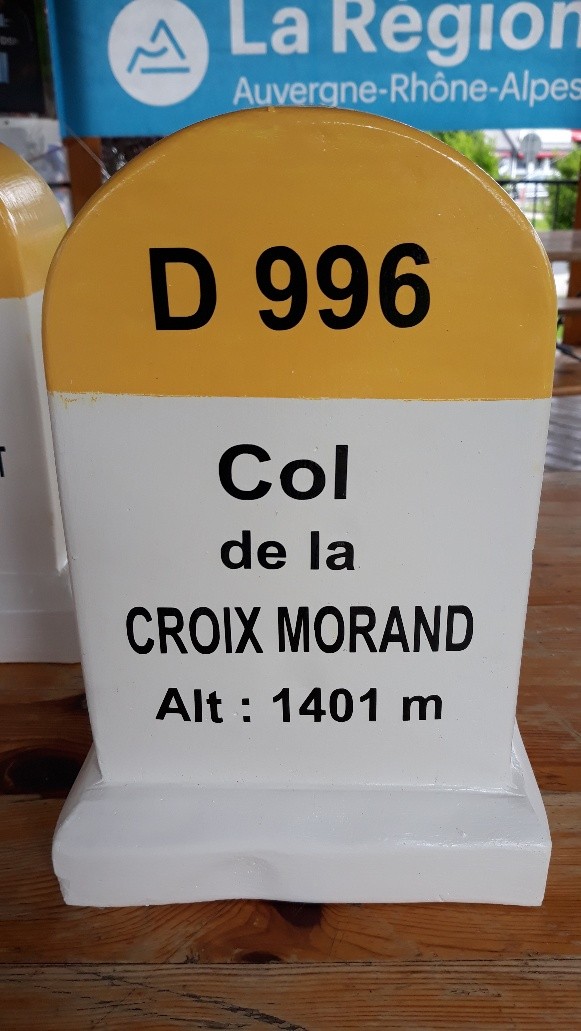 La Région
Auvergne-Rhône-Alpes
D 996
Col
de la
CROIX MORAND
Alt : 1401 m